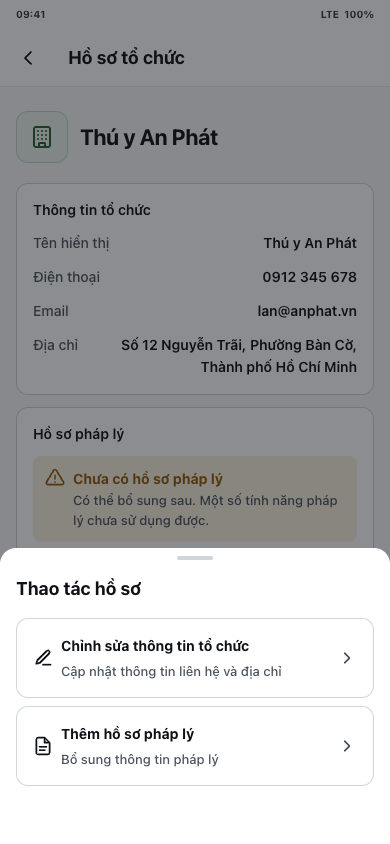 09:41
LTE 100%
Hồ sơ tổ chức
Thú y An Phát
Thông tin tổ chức
Tên hiển thị
Thú y An Phát
Điện thoại
0912 345 678
Email
lan@anphat.vn
Địa chỉ
Số 12 Nguyễn Trãi, Phường Bàn Cờ,
Thành phố Hồ Chí Minh
Hồ sơ pháp lý
Chưa có hồ sơ pháp lý
Có thể bổ sung sau. Một số tính năng pháp
lý chưa sử dụng được.
Thao tác hồ sơ
Chỉnh sửa thông tin tổ chức
Cập nhật thông tin liên hệ và địa chỉ
Thêm hồ sơ pháp lý
Bổ sung thông tin pháp lý